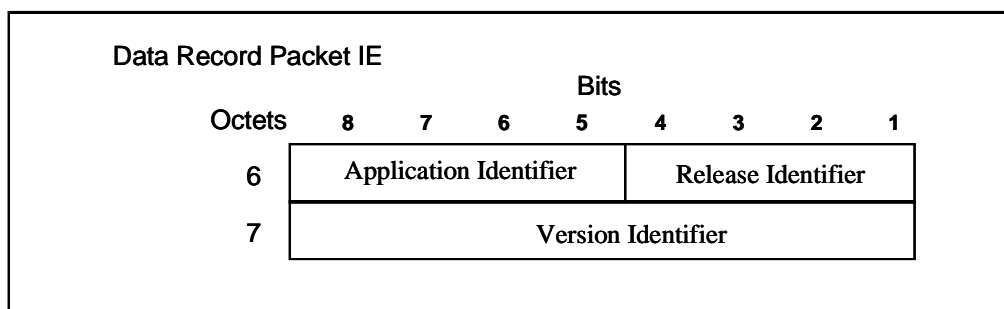 Data Record Packet IE
Bits
Octets 8 7 6 5 4 3 2 1
6 Application Identifier Release Identifier
7 Version Identifier